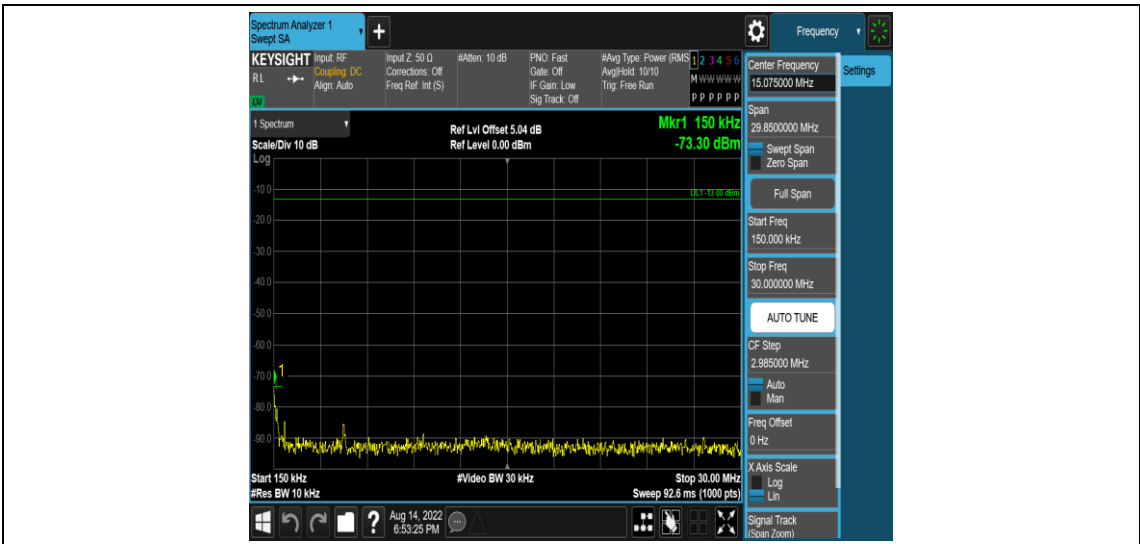 Spectrum Analyzer 1
Swept SA
+
Frequency
KEYSIGHT
RL
LXI
Input: RF
Coupling: DC
Align: Auto
Input Z: 50 Ω
Corrections: Off
Freq Ref: Int (S)
#Atten: 10 dB
PNO: Fast
Gate: Off
IF Gain: Low
Sig Track: Off
#Avg Type: Power (RMS
Avg|Hold: 10/10
Trig: Free Run
1 2 3 4 5 6
M W W W W W
P P P P P P
1 Spectrum
Scale/Div 10 dB
Log
Ref Lvl Offset 5.04 dB
Ref Level 0.00 dBm
Mkr1 150 kHz
-73.30 dBm
DL1 -13.00 dBm
-10.0
-20.0
-30.0
-40.0
-50.0
-60.0
-70.0
-80.0
-90.0
1
Start 150 kHz
#Video BW 30 kHz
Stop 30.00 MHz
#Res BW 10 kHz
Sweep 92.6 ms (1000 pts)
?
Aug 14, 2022
6:53:25 PM
Center Frequency
15.075000 MHz
Settings
Span
29.8500000 MHz
Swept Span
Zero Span
Full Span
Start Freq
150.000 kHz
Stop Freq
30.000000 MHz
AUTO TUNE
CF Step
2.985000 MHz
Auto
Man
Freq Offset
0 Hz
X Axis Scale
Log
Lin
Signal Track
(Span Zoom)